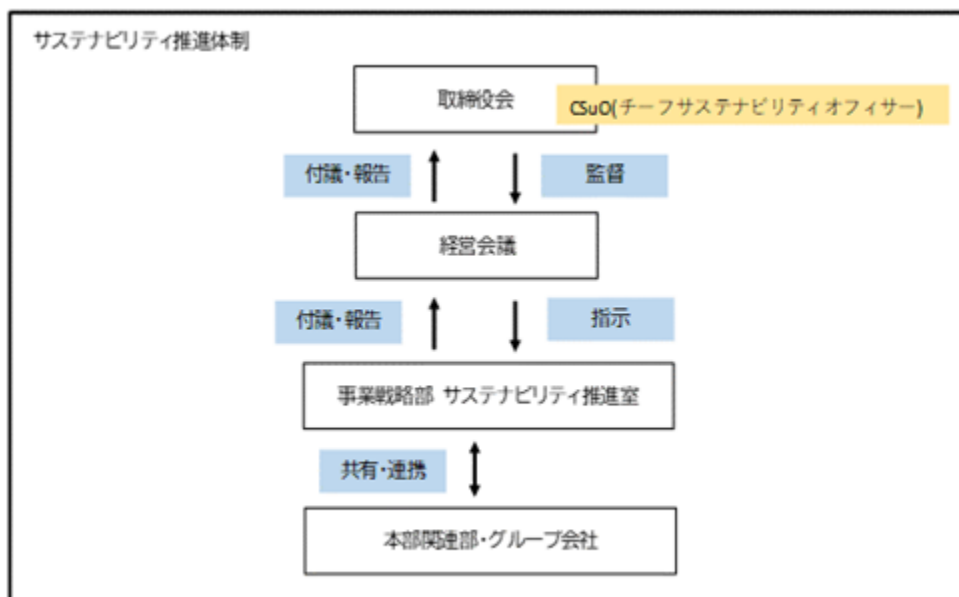 サステナビリティ推進体制
取締役会
CSuO(チーフサステナビリティオフィサー)
付議・報告
監督
経営会議
付議・報告
指示
事業戦略部 サステナビリティ推進室
共有・連携
本部関連部・グループ会社